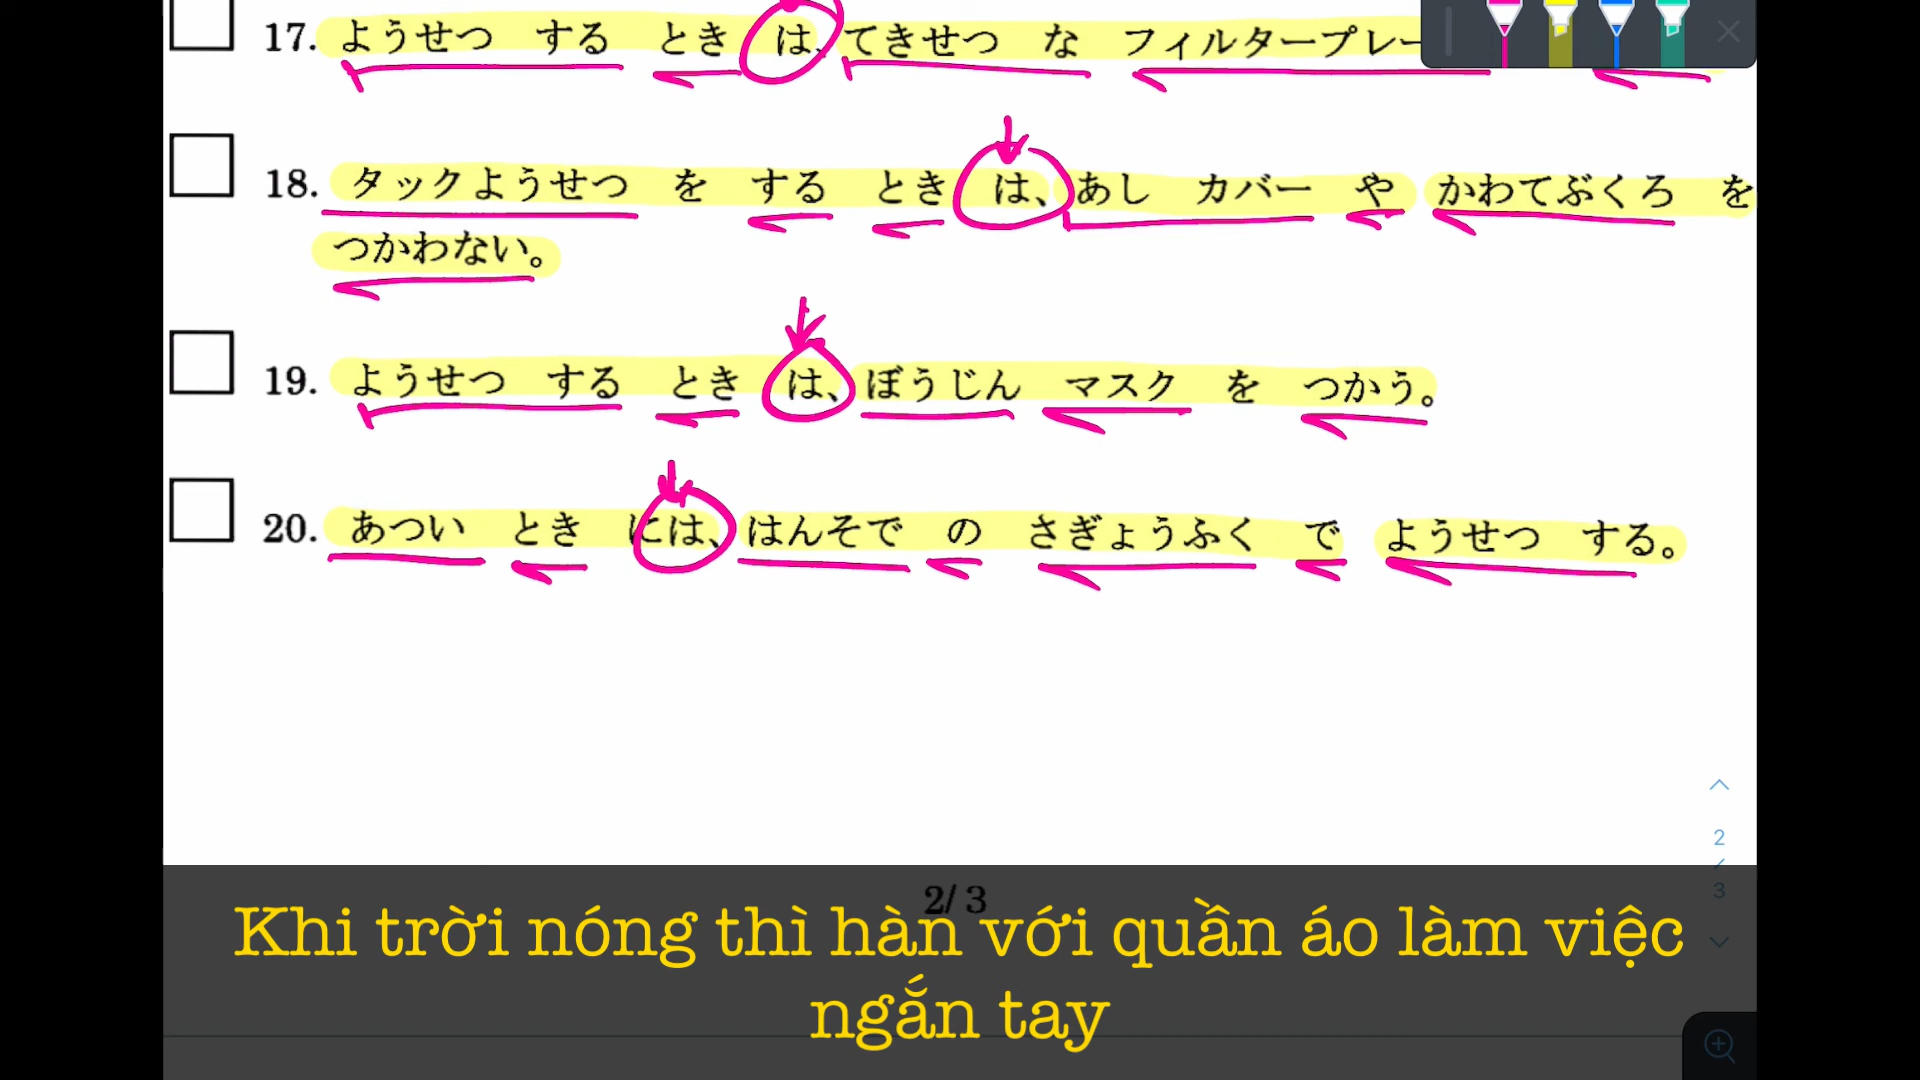 17. ようせつ する とき は、てきせつ な フィルタープレー
18. タックようせつ を する とき は、あし カバー や かわてぶくろ を
つかわない。
19. ようせつ する とき は、ぼうじん マスク を つかう。
20. あつい とき には、はんそで の さぎょうふく で ようせつ する。
2
/
3
2/ 3
Khi trời nóng thì hàn với quần áo làm việc
ngắn tay